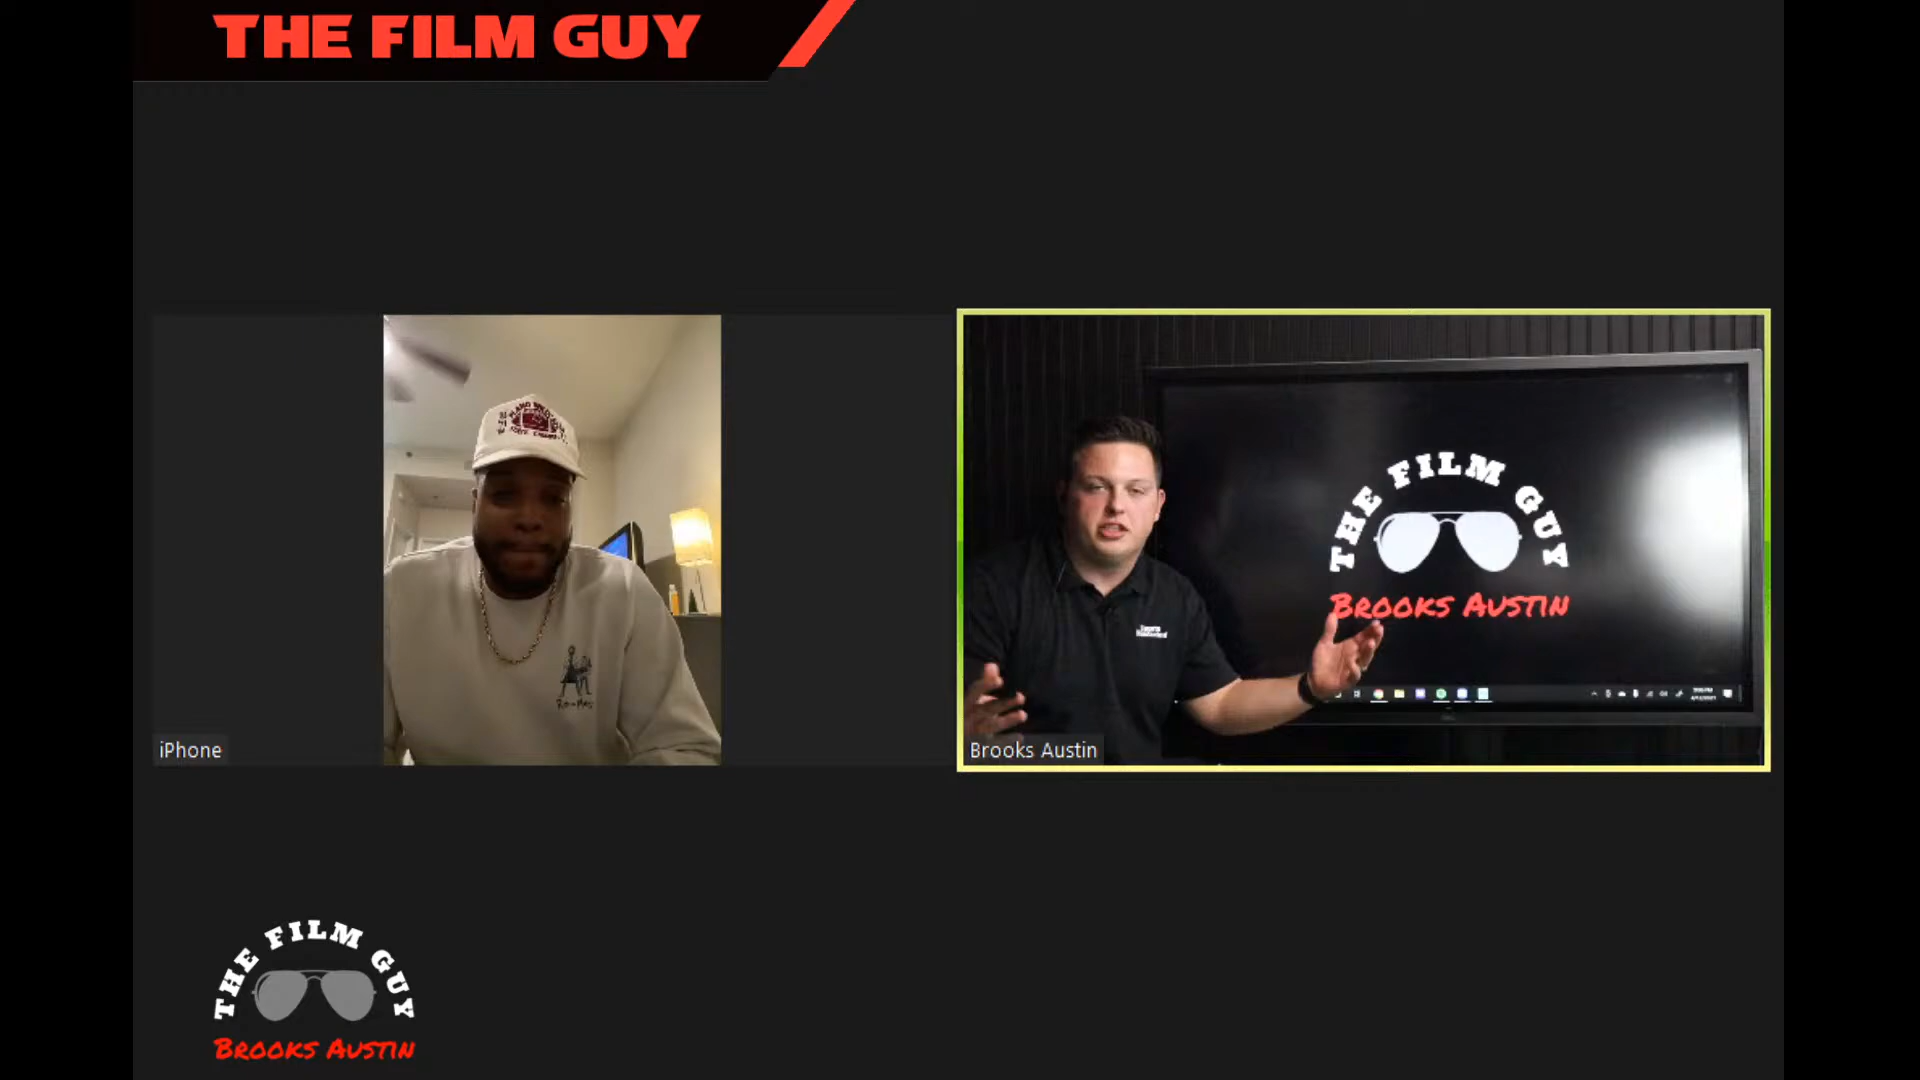 THE FILM GUY
THE FILM GUY
BROOKS AUSTIN
iPhone
Brooks Austin
THE FILM GUY
BROOKS AUSTIN